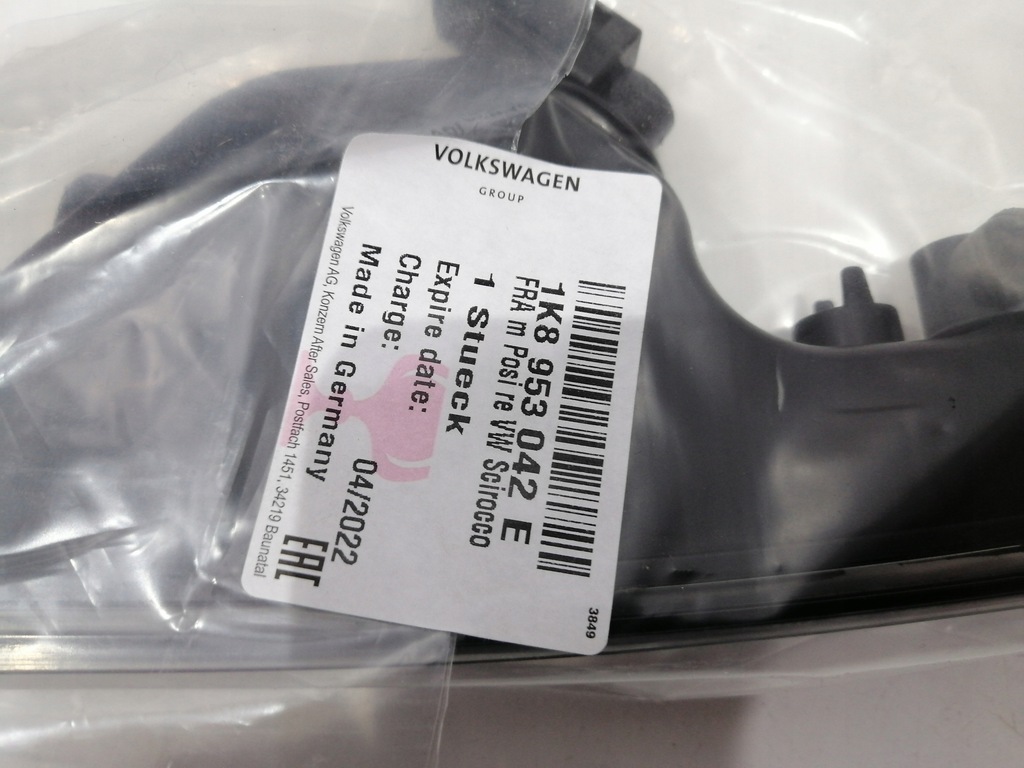 VOLKSWAGEN
GROUP
1K8 953 042 E
FRA m Posi re VW Scirocco
1 Stueck
Expire date:
Charge:
04/2022
Made in Germany
EAC
Volkswagen AG, Konzern After Sales, Postfach 1451, 34219 Baunatal
3849